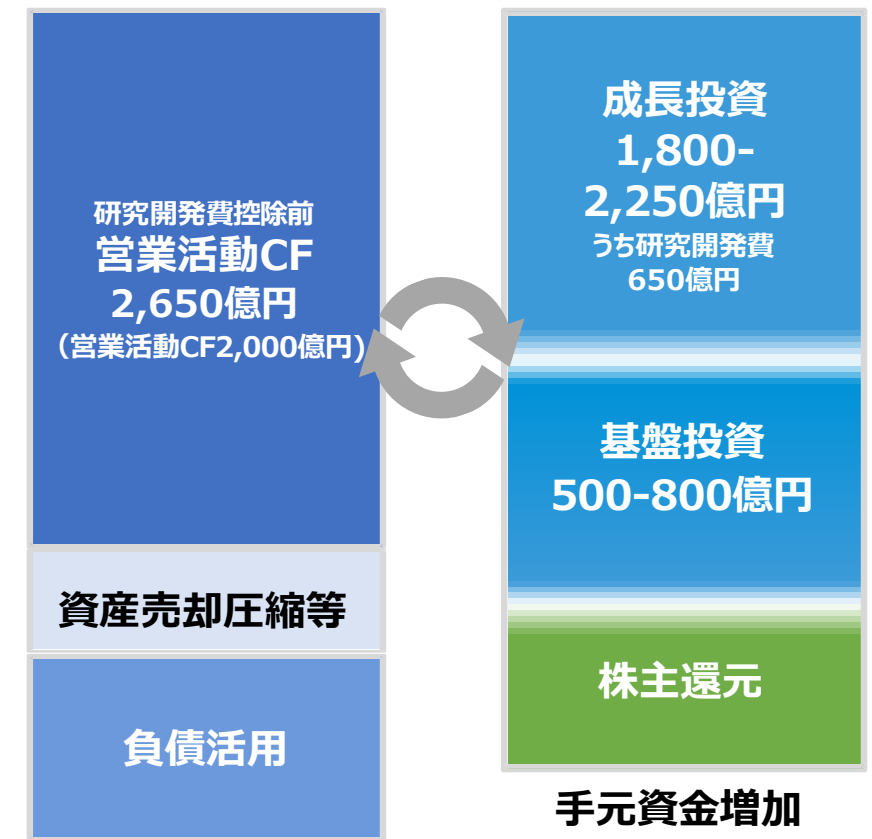 研究開発費控除前
営業活動CF
2,650億円
（営業活動CF2,000億円)
資産売却圧縮等
負債活用
成長投資
1,800-
2,250億円
うち研究開発費
650億円
基盤投資
500-800億円
株主還元
手元資金増加